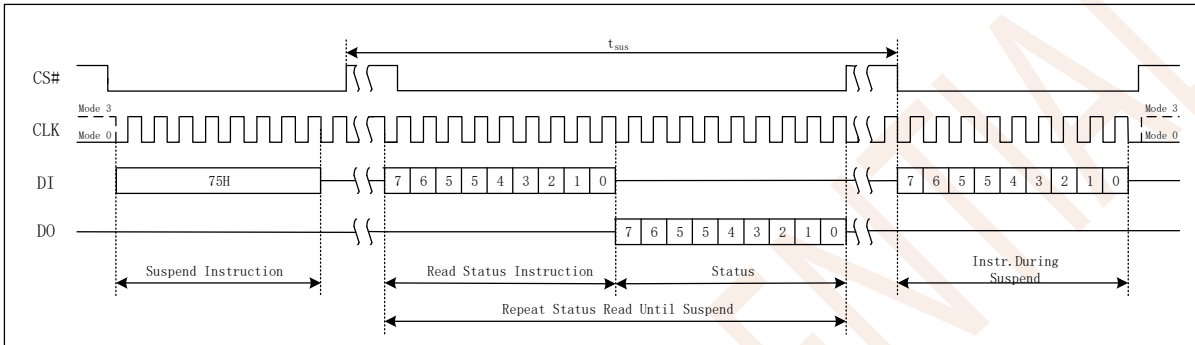 tsus
CS#
Mode 3
CLK
Mode 0
Mode 3
Mode 0
DI
75H
7 6 5 5 4 3 2 1 0
7 6 5 5 4 3 2 1 0
DO
7 6 5 5 4 3 2 1 0
Suspend Instruction
Read Status Instruction
Status
Instr.During
Suspend
Repeat Status Read Until Suspend
ENTIAL